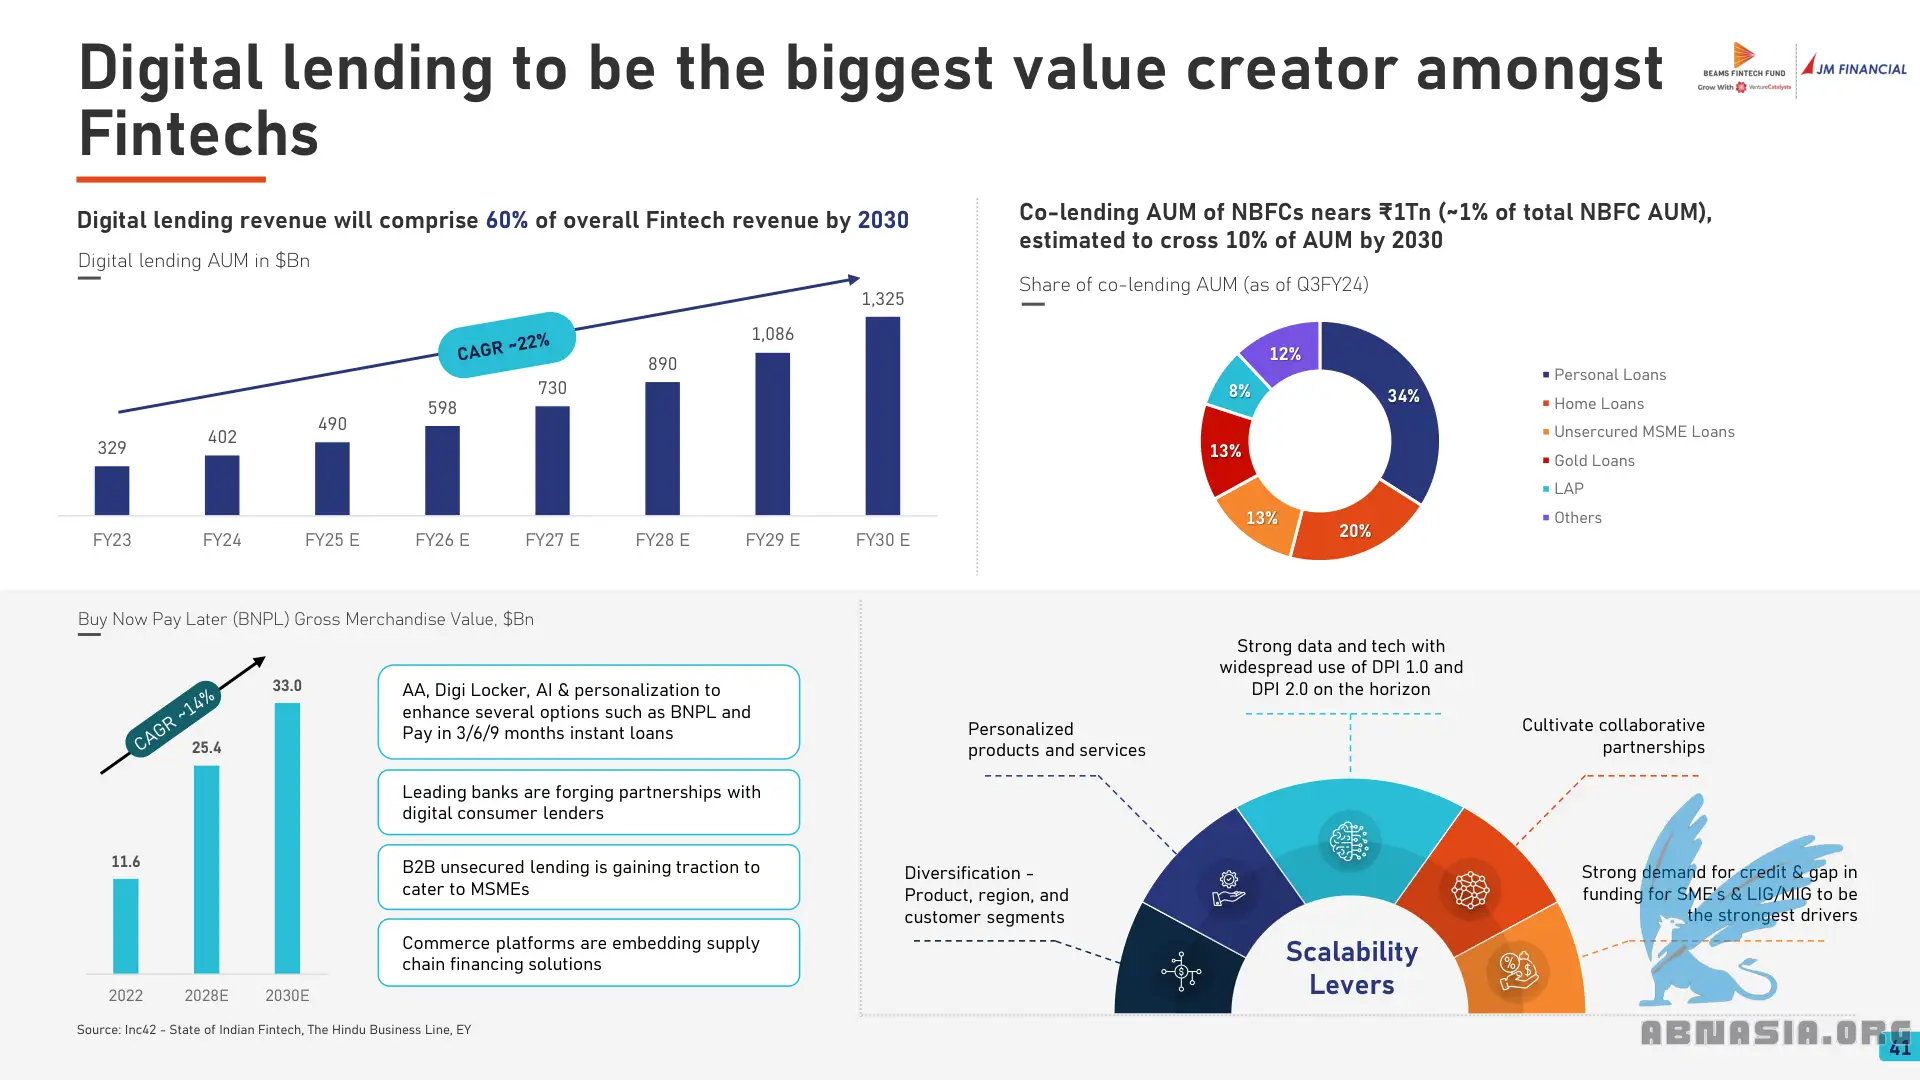 Digital lending to be the biggest value creator amongst
Fintechs
BEAMS FINTECH FUND
Grow With VentureCatalysts
JM FINANCIAL
Digital lending revenue will comprise 60% of overall Fintech revenue by 2030
Digital lending AUM in $Bn
CAGR ~22%
329
402
490
598
730
890
1,086
1,325
FY23
FY24
FY25 E
FY26 E
FY27 E
FY28 E
FY29 E
FY30 E
Co-lending AUM of NBFCs nears ₹1Tn (~1% of total NBFC AUM),
estimated to cross 10% of AUM by 2030
Share of co-lending AUM (as of Q3FY24)
12%
34%
8%
13%
13%
20%
Personal Loans
Home Loans
Unsercured MSME Loans
Gold Loans
LAP
Others
Buy Now Pay Later (BNPL) Gross Merchandise Value, $Bn
CAGR ~14%
11.6
25.4
33.0
2022
2028E
2030E
AA, Digi Locker, AI & personalization to
enhance several options such as BNPL and
Pay in 3/6/9 months instant loans
Leading banks are forging partnerships with
digital consumer lenders
B2B unsecured lending is gaining traction to
cater to MSMEs
Commerce platforms are embedding supply
chain financing solutions
Strong data and tech with
widespread use of DPI 1.0 and
DPI 2.0 on the horizon
Personalized
products and services
Cultivate collaborative
partnerships
Diversification -
Product, region, and
customer segments
Strong demand for credit & gap in
funding for SME's & LIG/MIG to be
the strongest drivers
Scalability
Levers
Source: Inc42 - State of Indian Fintech, The Hindu Business Line, EY
ABNASIA.ORG
41